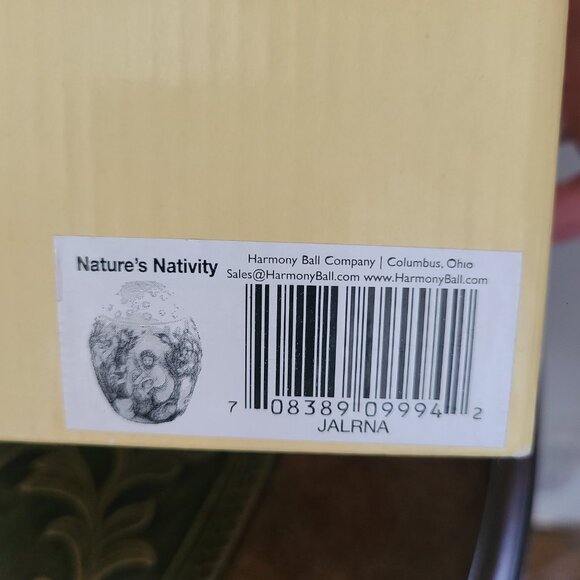 Nature's Nativity
Harmony Ball Company | Columbus, Ohio
Sales@HarmonyBall.com www.HarmonyBall.com
7 08389 09994 2
JALRNA